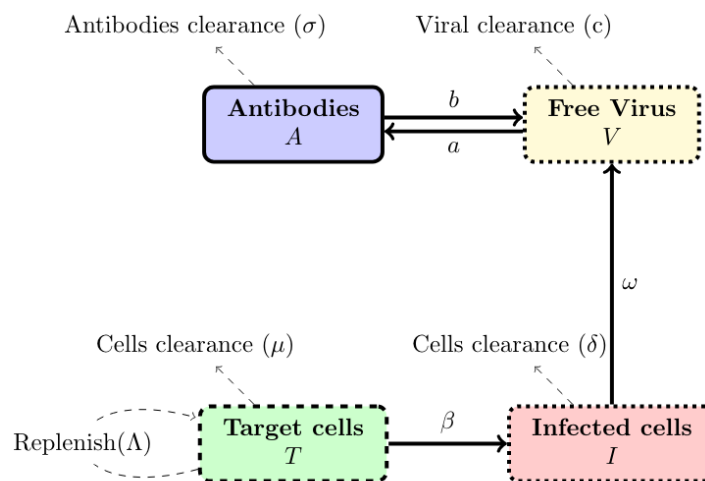 Antibodies clearance (σ)
Viral clearance (c)
Antibodies
A
b
a
Free Virus
V
ω
Cells clearance (μ)
Cells clearance (δ)
Replenish(Λ)
Target cells
T
β
Infected cells
I